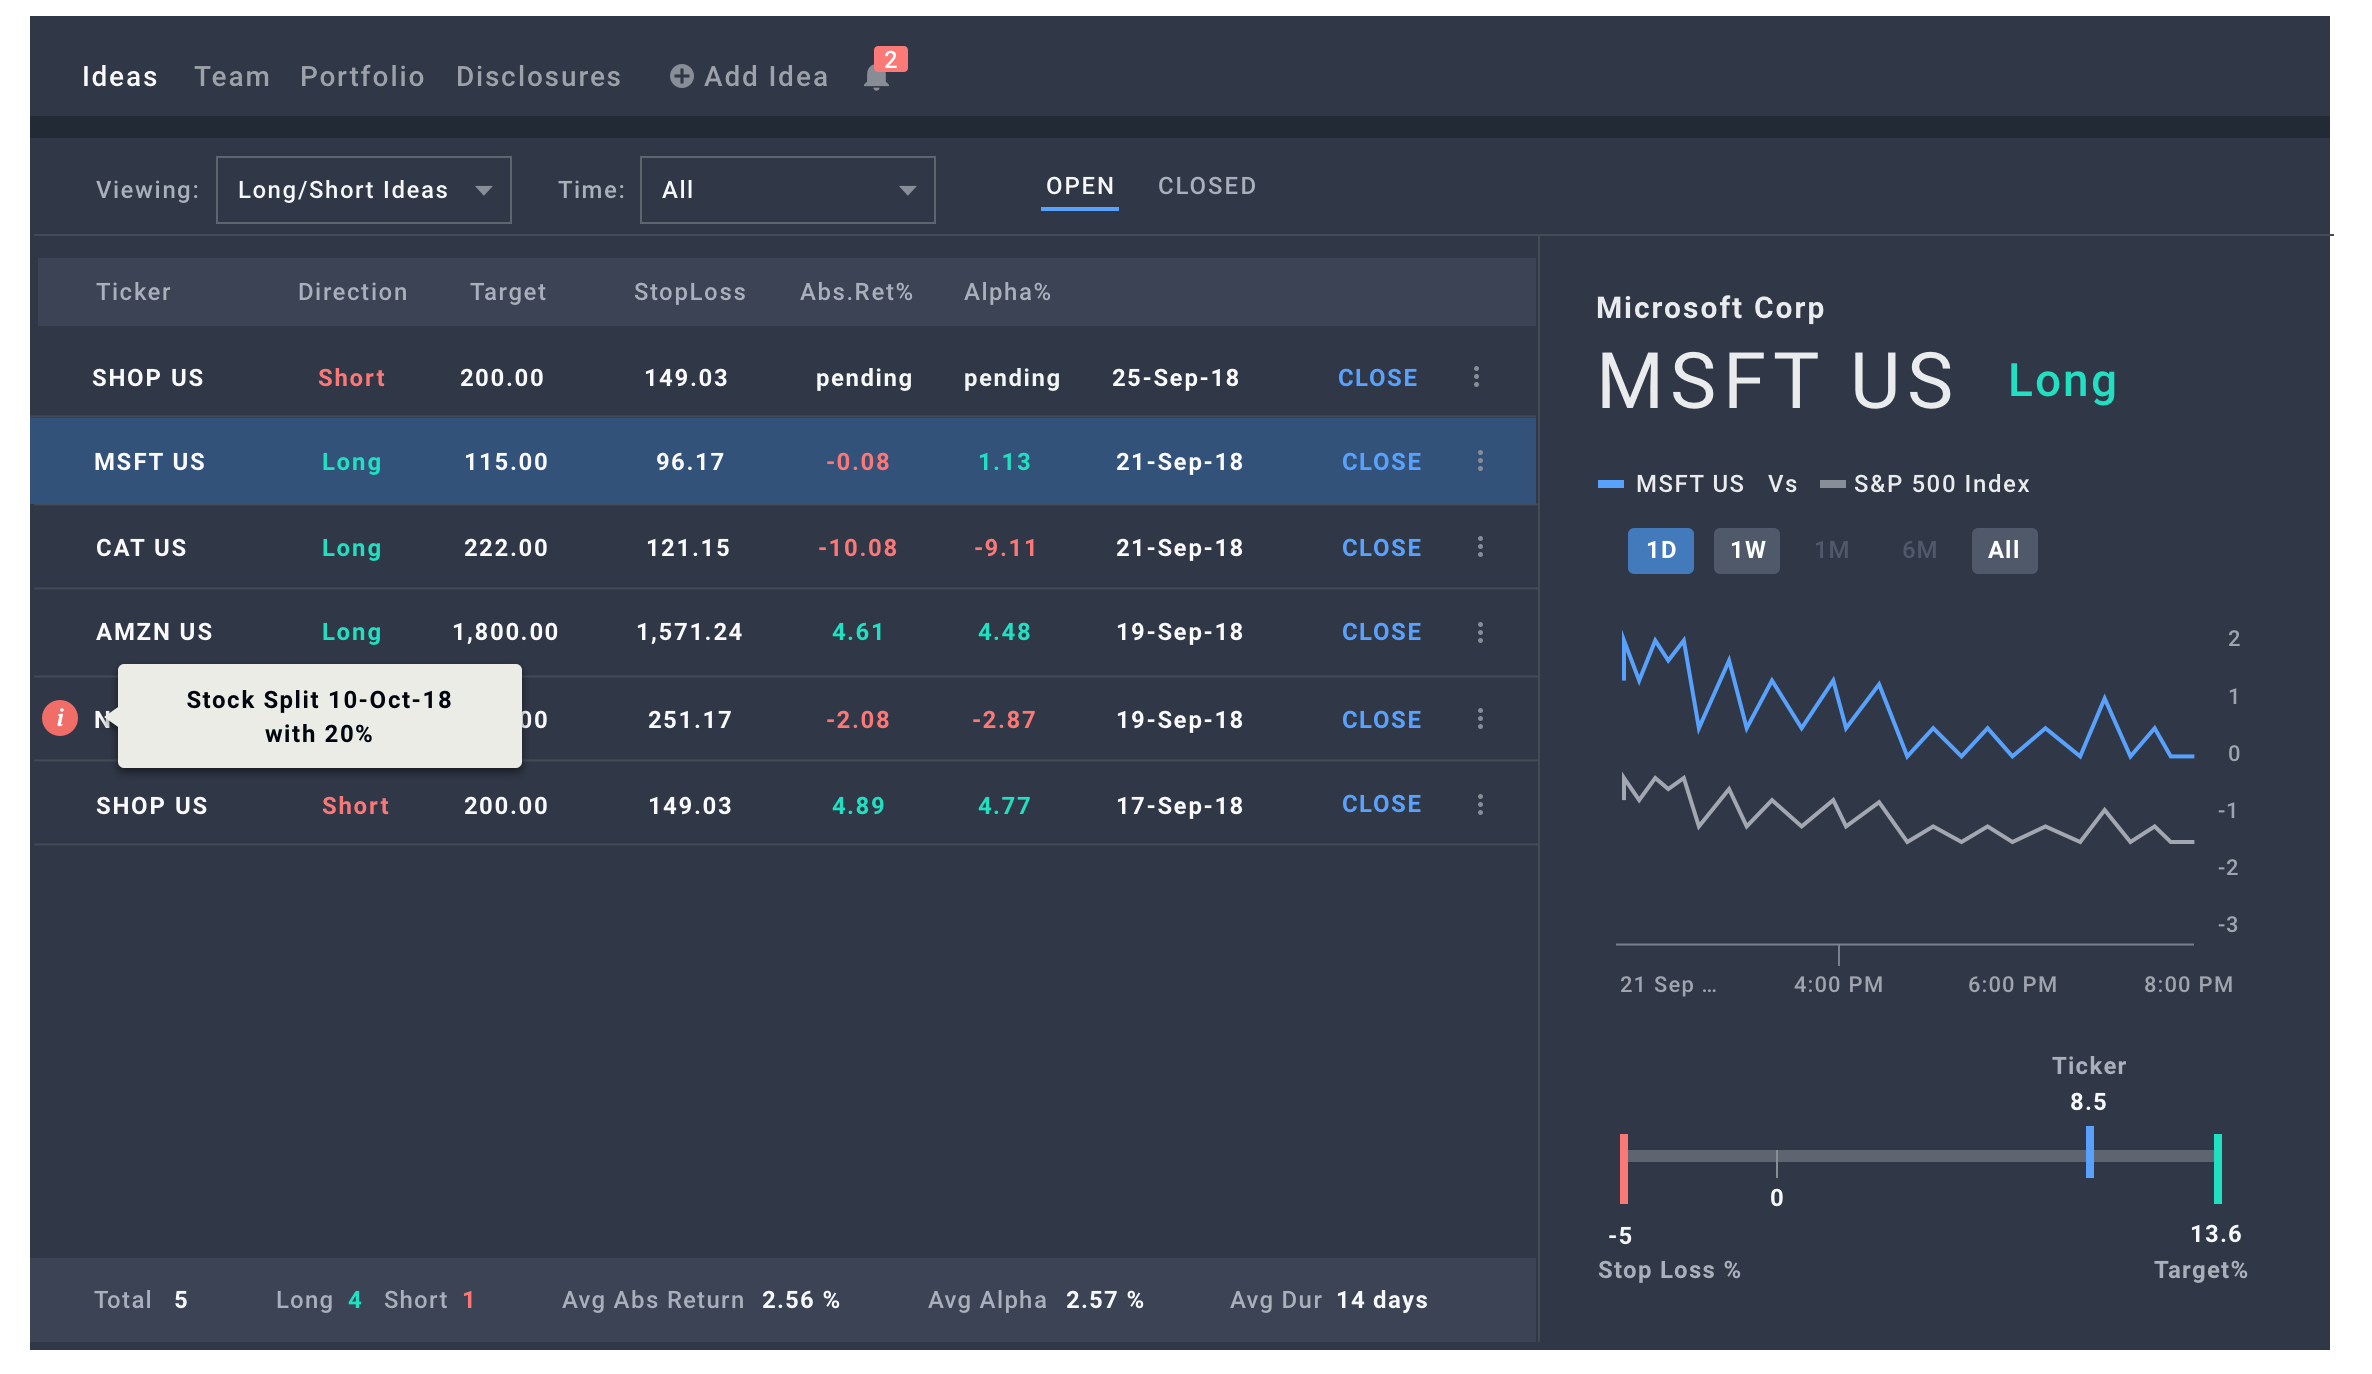 Ideas Team Portfolio Disclosures Add Idea 2
Viewing: Long/Short Ideas Time: All OPEN CLOSED
Ticker Direction Target StopLoss Abs.Ret% Alpha%
SHOP US Short 200.00 149.03 pending pending 25-Sep-18 CLOSE
MSFT US Long 115.00 96.17 -0.08 1.13 21-Sep-18 CLOSE
CAT US Long 222.00 121.15 -10.08 -9.11 21-Sep-18 CLOSE
AMZN US Long 1,800.00 1,571.24 4.61 4.48 19-Sep-18 CLOSE
i 251.17 -2.08 -2.87 19-Sep-18 CLOSE
Stock Split 10-Oct-18
with 20%
SHOP US Short 200.00 149.03 4.89 4.77 17-Sep-18 CLOSE
Total 5 Long 4 Short 1 Avg Abs Return 2.56 % Avg Alpha 2.57 % Avg Dur 14 days
Microsoft Corp
MSFT US Long
MSFT US Vs S&P 500 Index
1D 1W 1M 6M All
2
1
0
-1
-2
-3
21 Sep ... 4:00 PM 6:00 PM 8:00 PM
Ticker
8.5
0
-5 13.6
Stop Loss % Target%